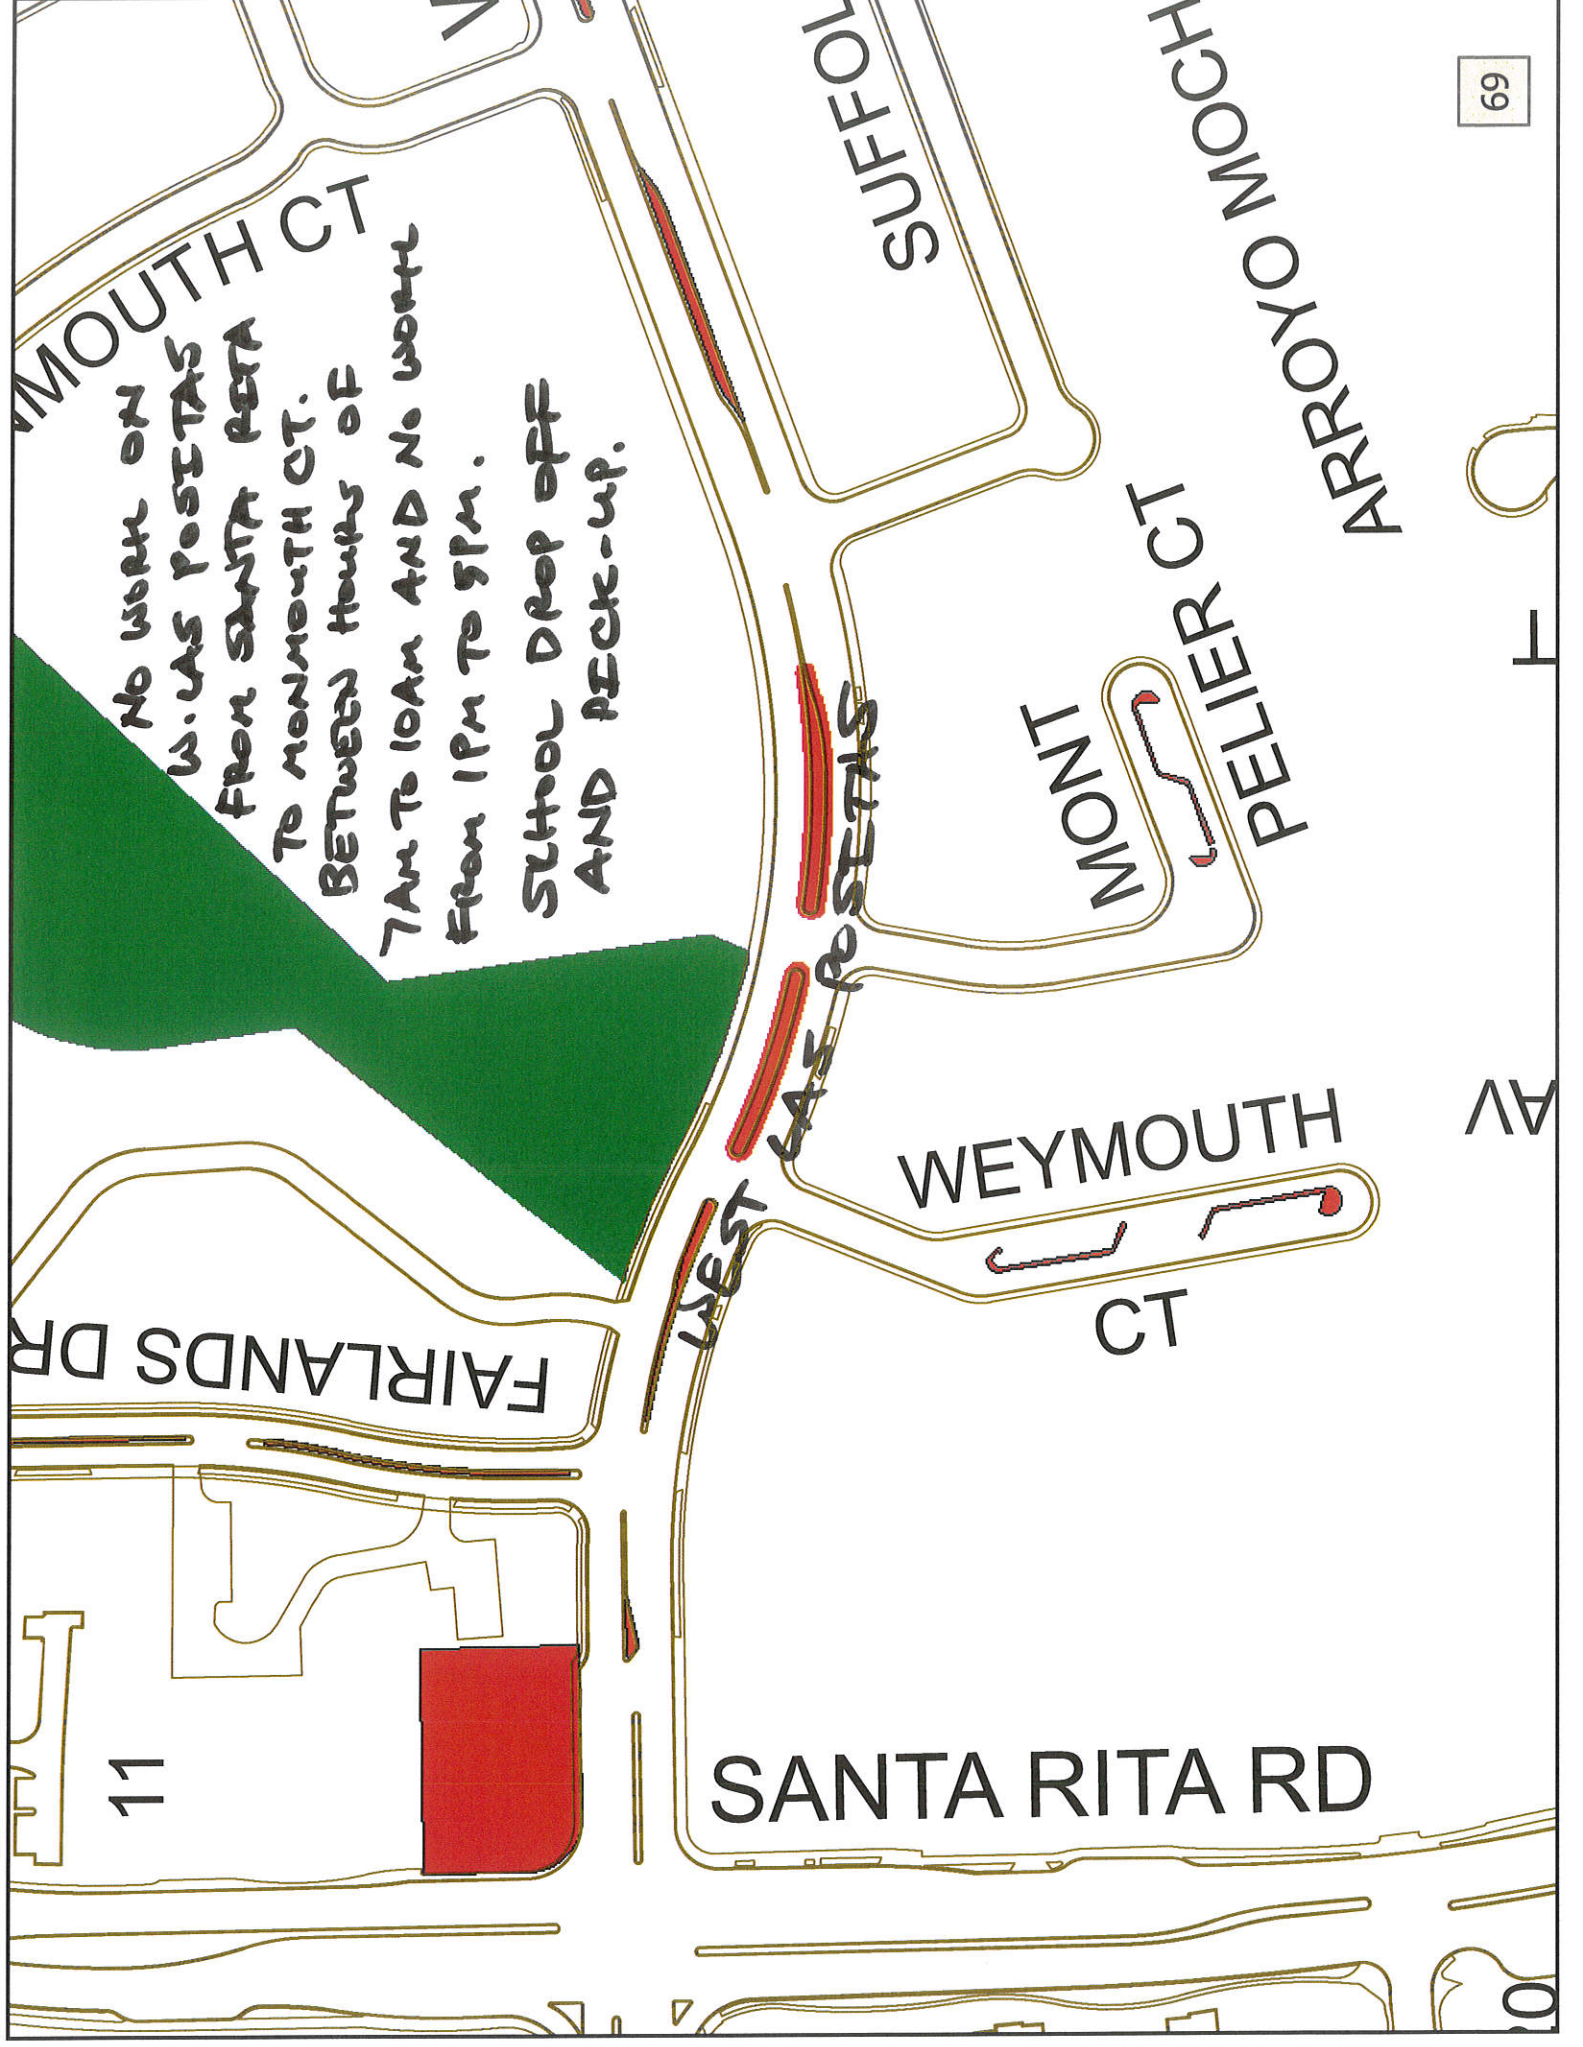 NO WORK ON
W. LAS POSITAS
FROM SANTA RITA
TO MONMOUTH CT.
BETWEEN HOURS OF
7AM TO 10AM AND NO WORK
FROM 1PM TO 5PM.
SCHOOL DROP OFF
AND PICK-UP.
WEST LAS POSITAS
MOUTH CT
SUFFOL
ARROYO MOCH
69
MONT
PELIER CT
WEYMOUTH
CT
AV
T
FAIRLANDS DR
11
SANTA RITA RD